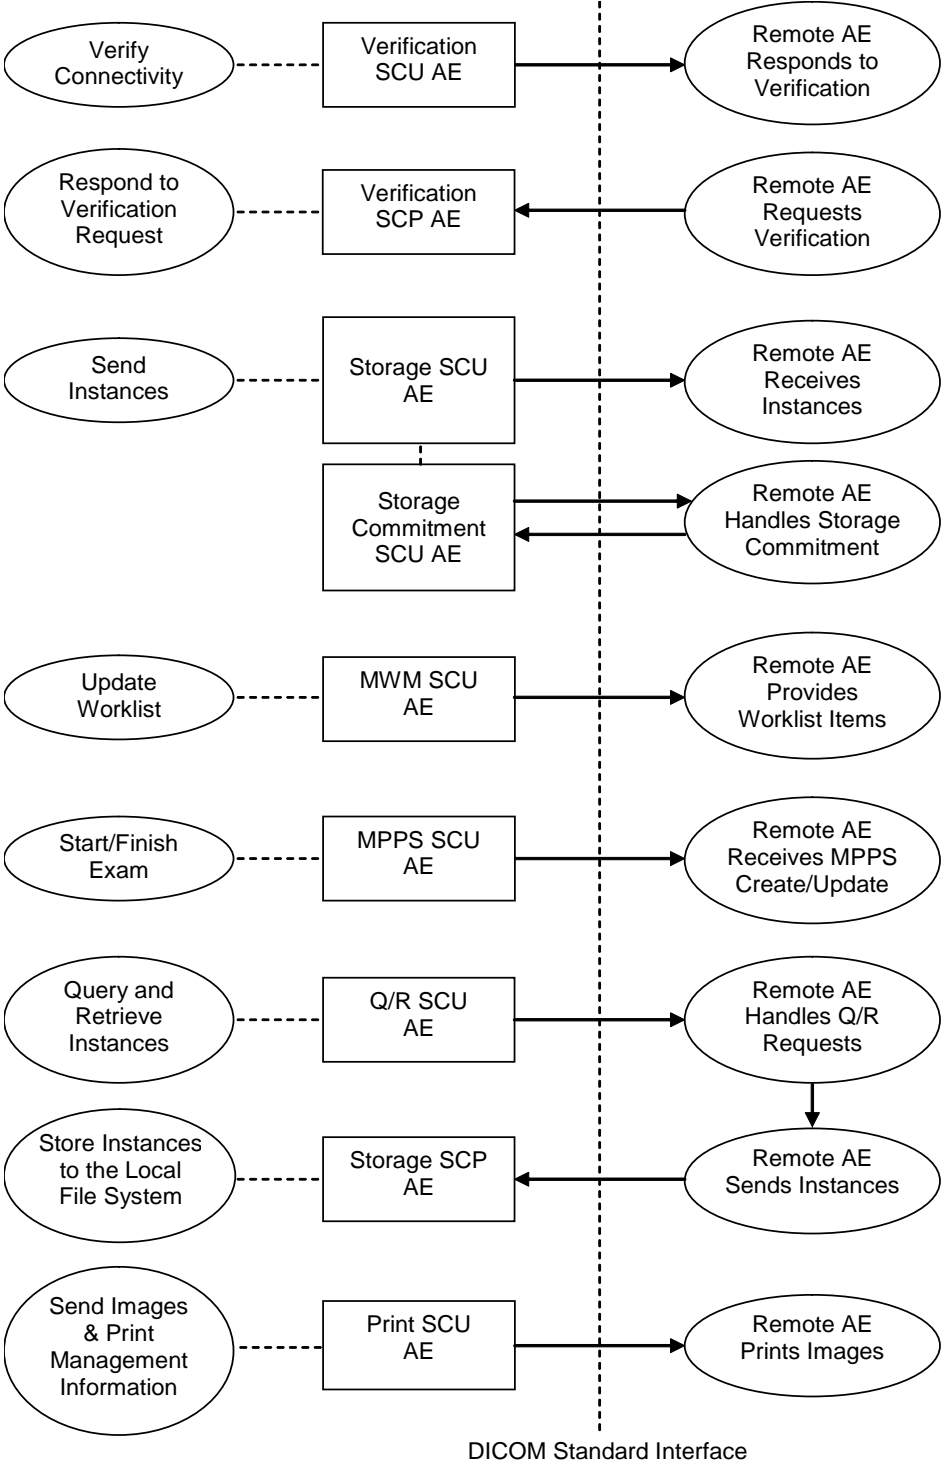 Verify
Connectivity
Verification
SCU AE
Remote AE
Responds to
Verification
Respond to
Verification
Request
Verification
SCP AE
Remote AE
Requests
Verification
Send
Instances
Storage SCU
AE
Remote AE
Receives
Instances
Storage
Commitment
SCU AE
Remote AE
Handles Storage
Commitment
Update
Worklist
MWM SCU
AE
Remote AE
Provides
Worklist Items
Start/Finish
Exam
MPPS SCU
AE
Remote AE
Receives MPPS
Create/Update
Query and
Retrieve
Instances
Q/R SCU
AE
Remote AE
Handles Q/R
Requests
Store Instances
to the Local
File System
Storage SCP
AE
Remote AE
Sends Instances
Send Images
& Print
Management
Information
Print SCU
AE
Remote AE
Prints Images
DICOM Standard Interface